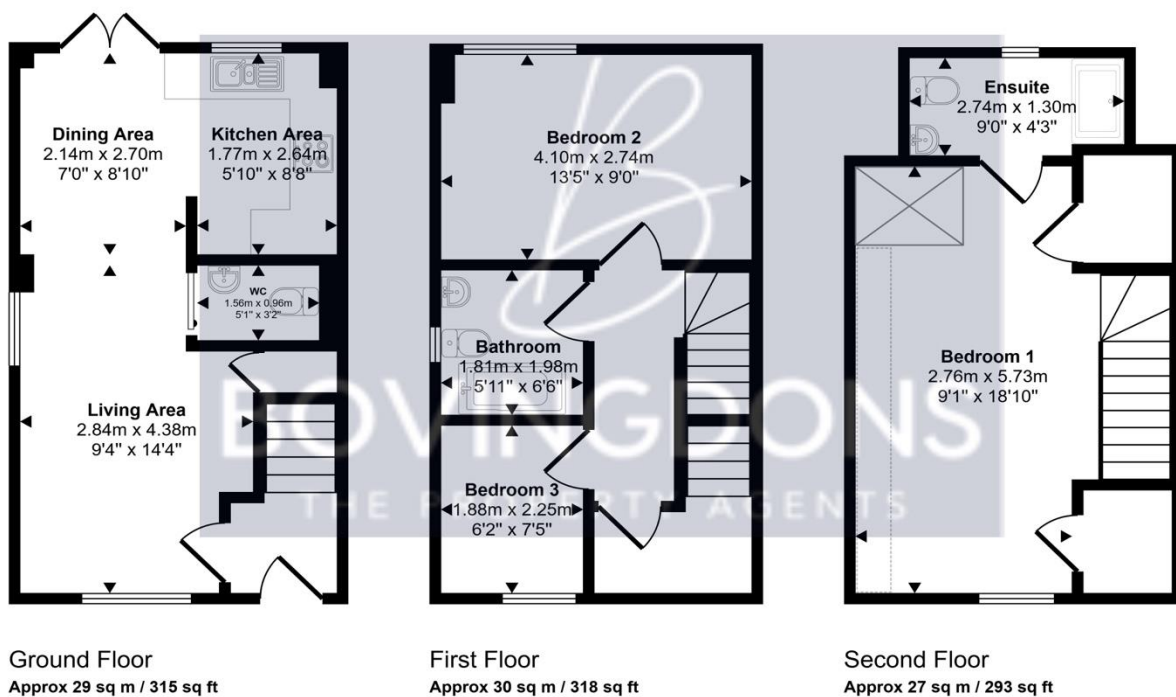 Dining Area
2.14m x 2.70m
7'0" x 8'10"
Kitchen Area
1.77m x 2.64m
5'10" x 8'8"
WC
1.56m x 0.96m
5'1" x 3'2"
Living Area
2.84m x 4.38m
9'4" x 14'4"
Ground Floor
Approx 29 sq m / 315 sq ft
Bedroom 2
4.10m x 2.74m
13'5" x 9'0"
Bathroom
1.81m x 1.98m
5'11" x 6'6"
Bedroom 3
1.88m x 2.25m
6'2" x 7'5"
First Floor
Approx 30 sq m / 318 sq ft
Ensuite
2.74m x 1.30m
9'0" x 4'3"
Bedroom 1
2.76m x 5.73m
9'1" x 18'10"
Second Floor
Approx 27 sq m / 293 sq ft
B
BOVINGDONS
THE PROPERTY AGENTS